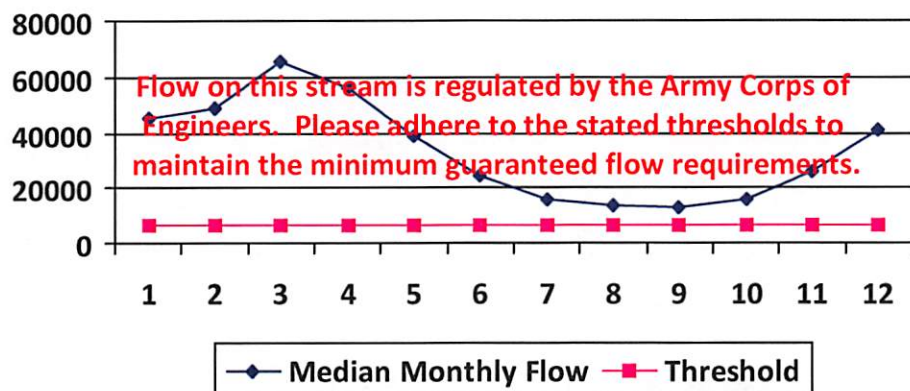 80000
60000
40000
20000
0
Flow on this stream is regulated by the Army Corps of
Engineers. Please adhere to the stated thresholds to
maintain the minimum guaranteed flow requirements.
1 2 3 4 5 6 7 8 9 10 11 12
Median Monthly Flow Threshold